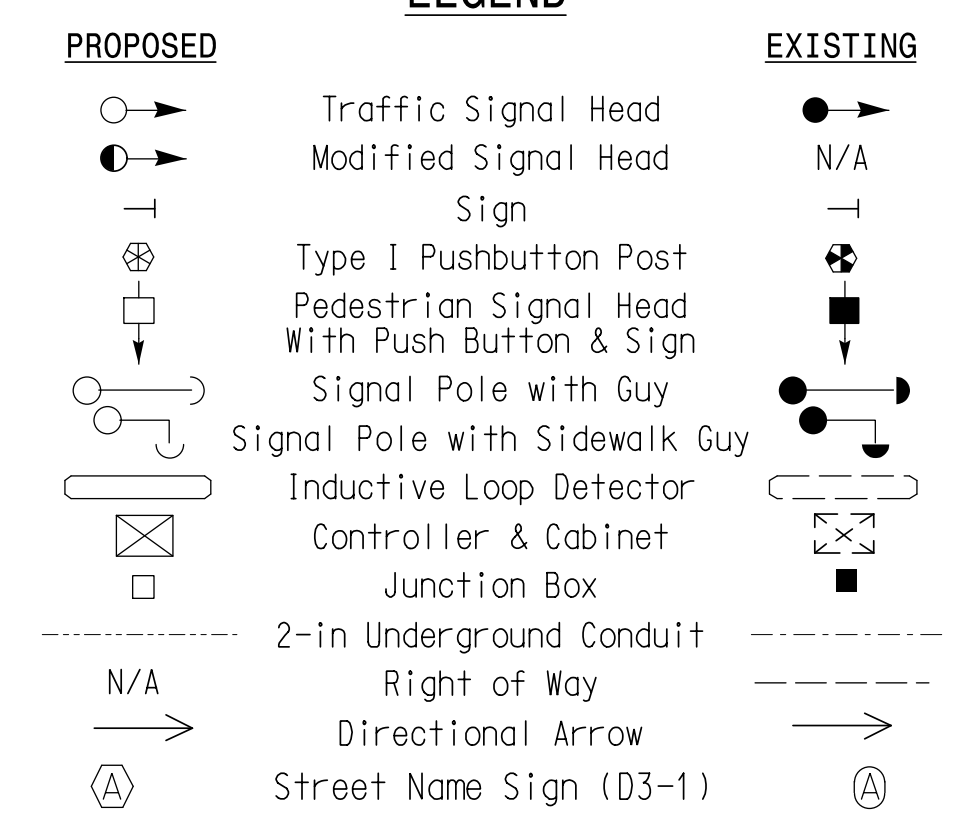 LEGEND
PROPOSED EXISTING
Traffic Signal Head
Modified Signal Head N/A
Sign
Type I Pushbutton Post
Pedestrian Signal Head
With Push Button & Sign
Signal Pole with Guy
Signal Pole with Sidewalk Guy
Inductive Loop Detector
Controller & Cabinet
Junction Box
2-in Underground Conduit
N/A Right of Way
Directional Arrow
A Street Name Sign (D3-1) A